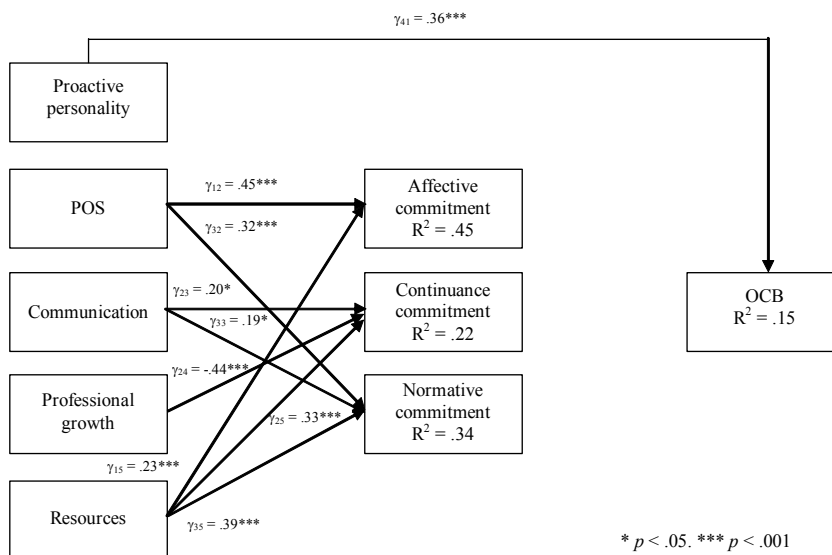 γ41 = .36***
Proactive
personality
POS
γ12 = .45***
γ32 = .32***
Affective
commitment
R² = .45
Communication
γ23 = .20*
γ33 = .19*
Continuance
commitment
R² = .22
OCB
R² = .15
Professional
growth
γ24 = -.44***
γ25 = .33***
Normative
commitment
R² = .34
γ15 = .23***
Resources
γ35 = .39***
* p < .05. *** p < .001